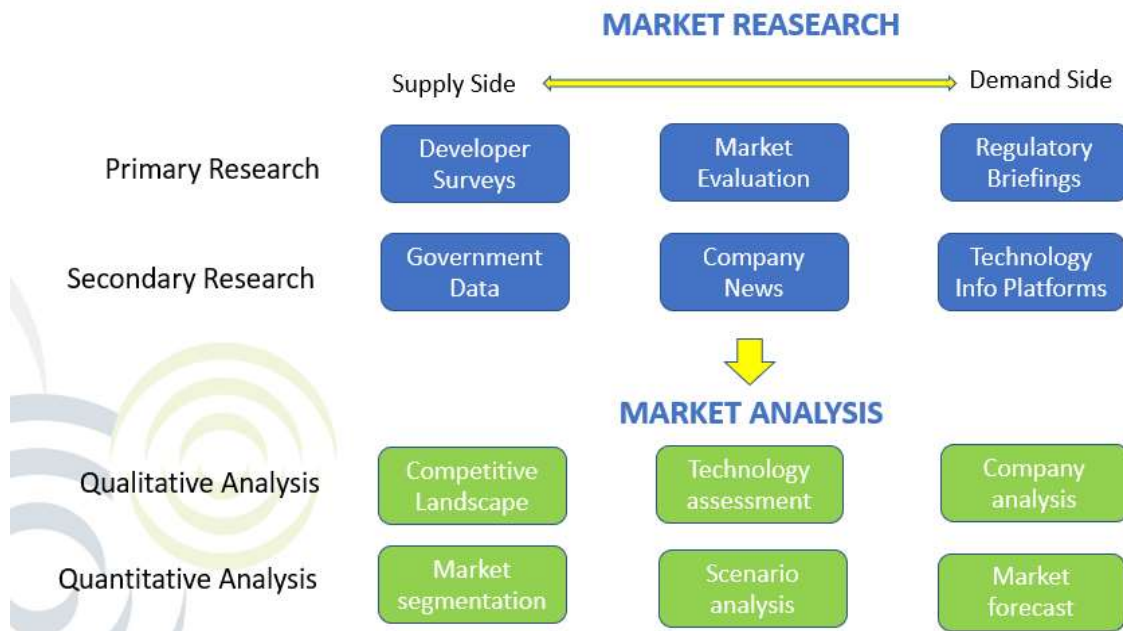 MARKET REASEARCH
Supply Side
Demand Side
Primary Research
Developer
Surveys
Market
Evaluation
Regulatory
Briefings
Secondary Research
Government
Data
Company
News
Technology
Info Platforms
MARKET ANALYSIS
Qualitative Analysis
Competitive
Landscape
Technology
assessment
Company
analysis
Quantitative Analysis
Market
segmentation
Scenario
analysis
Market
forecast